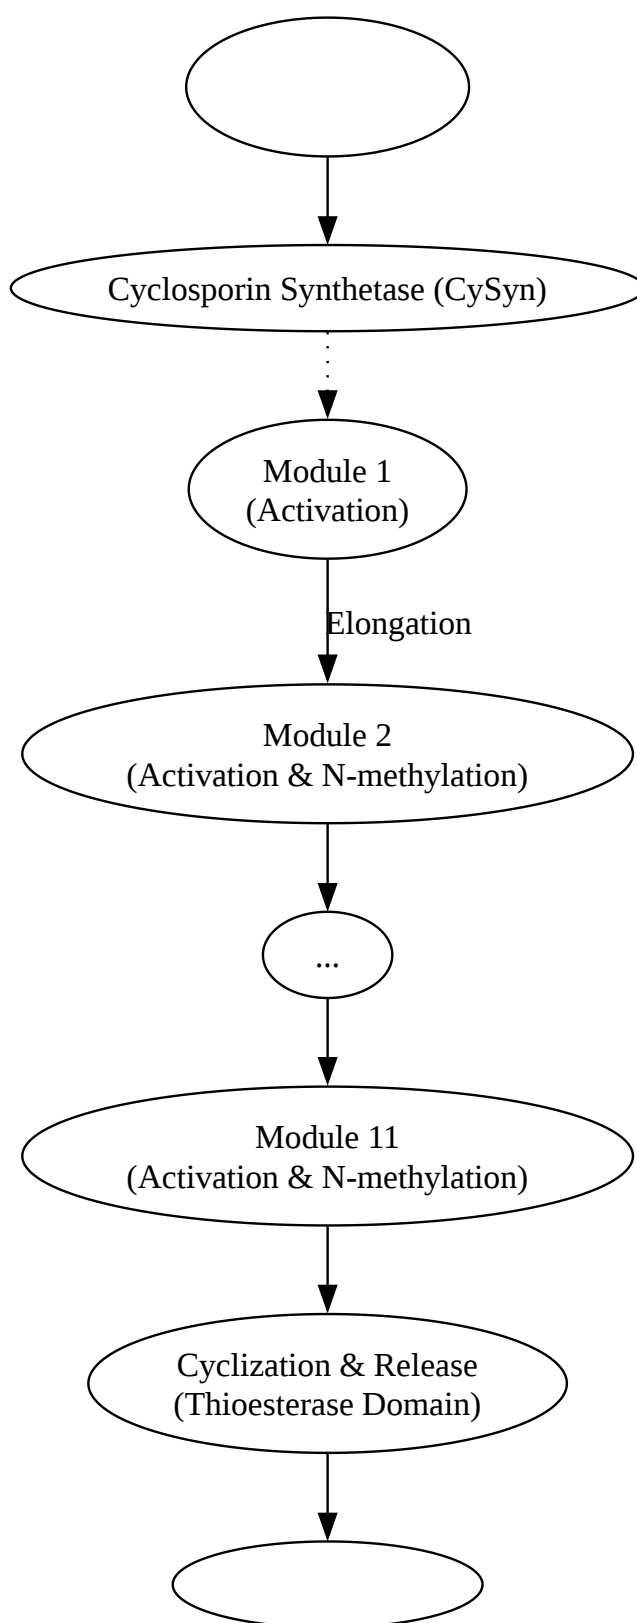 Cyclosporin Synthetase (CySyn)
Module 1
(Activation)
Elongation
Module 2
(Activation & N-methylation)
...
Module 11
(Activation & N-methylation)
Cyclization & Release
(Thioesterase Domain)